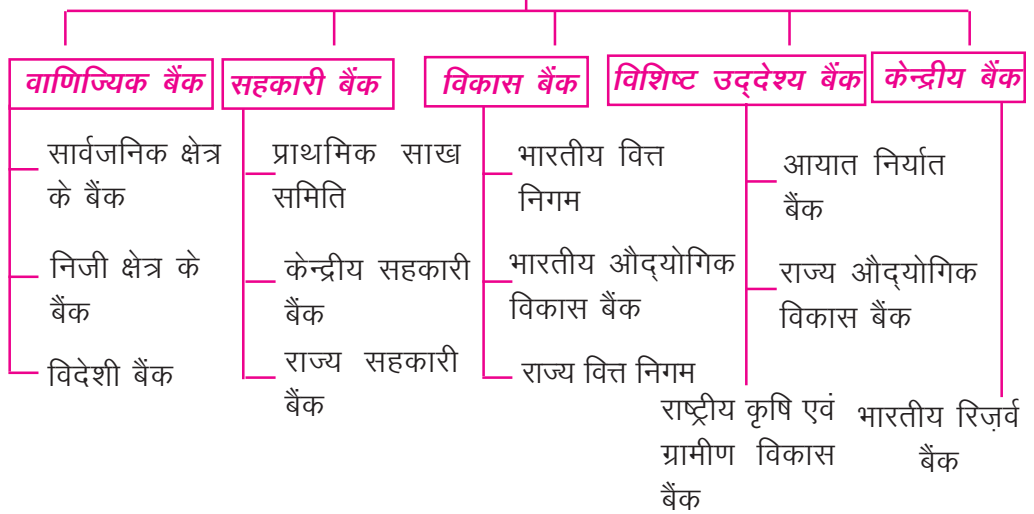 वाणिज्यिक बैंक
सार्वजनिक क्षेत्र
के बैंक
निजी क्षेत्र के
बैंक
विदेशी बैंक
सहकारी बैंक
प्राथमिक साख
समिति
केन्द्रीय सहकारी
बैंक
राज्य सहकारी
बैंक
विकास बैंक
भारतीय वित्त
निगम
भारतीय औद्योगिक
विकास बैंक
राज्य वित्त निगम
विशिष्ट उद्देश्य बैंक
आयात निर्यात
बैंक
राज्य औद्योगिक
विकास बैंक
राष्ट्रीय कृषि एवं
ग्रामीण विकास
बैंक
केन्द्रीय बैंक
भारतीय रिज़र्व
बैंक